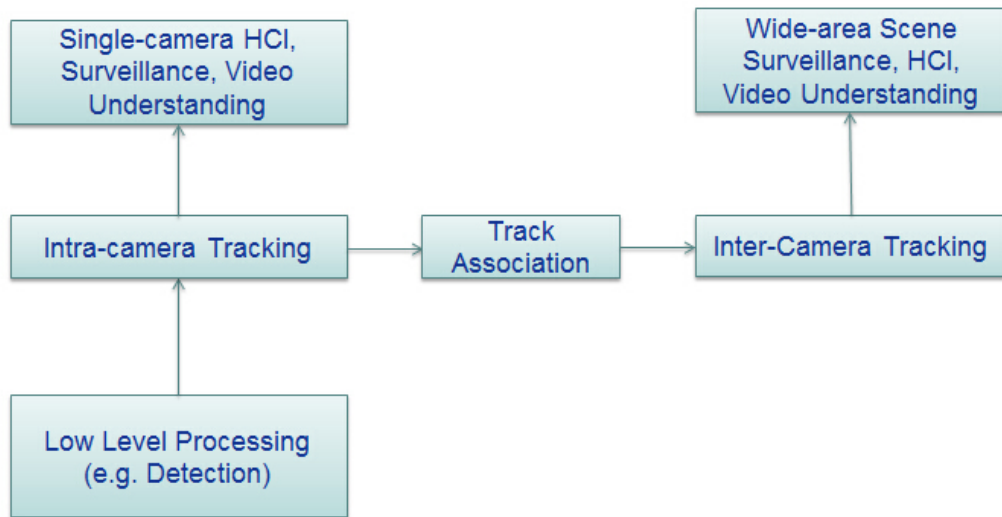 Single-camera HCI,
Surveillance, Video
Understanding
Wide-area Scene
Surveillance, HCI,
Video Understanding
Intra-camera Tracking
Track
Association
Inter-Camera Tracking
Low Level Processing
(e.g. Detection)